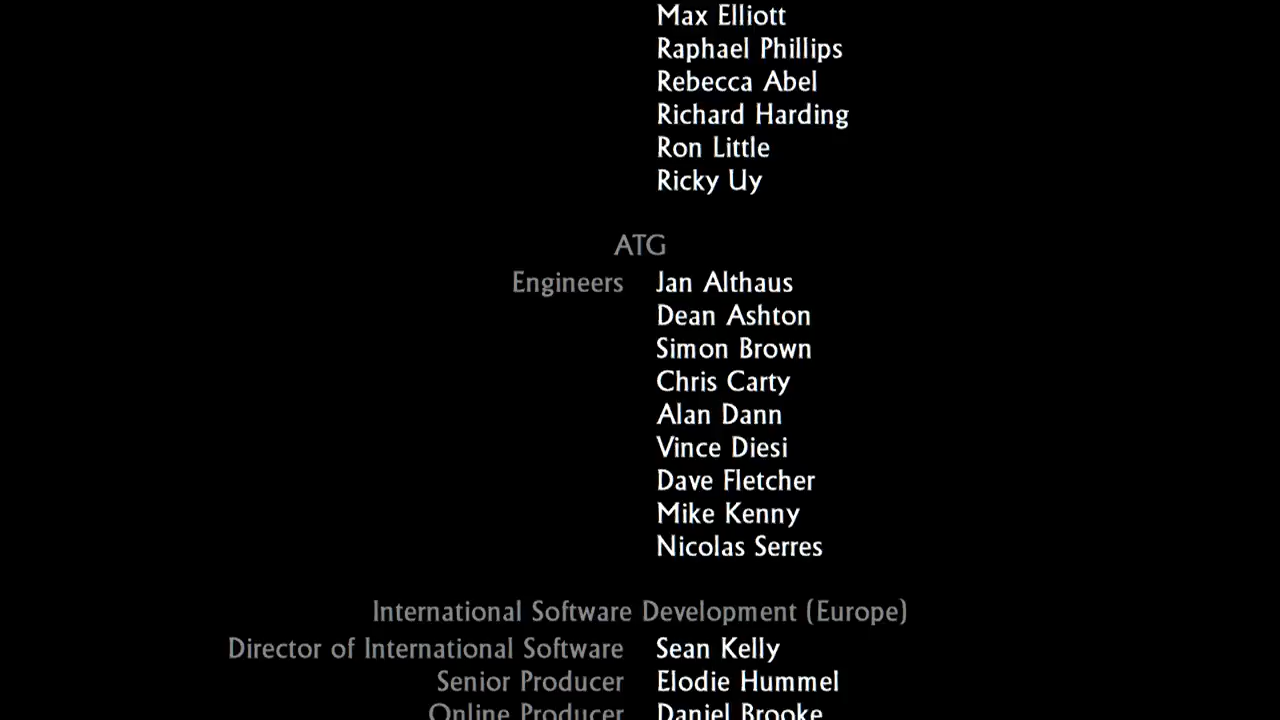 Max Elliott
Raphael Phillips
Rebecca Abel
Richard Harding
Ron Little
Ricky Uy
ATG
Engineers Jan Althaus
Dean Ashton
Simon Brown
Chris Carty
Alan Dann
Vince Diesi
Dave Fletcher
Mike Kenny
Nicolas Serres
International Software Development (Europe)
Director of International Software Sean Kelly
Senior Producer Elodie Hummel
Online Producer Daniel Brooke